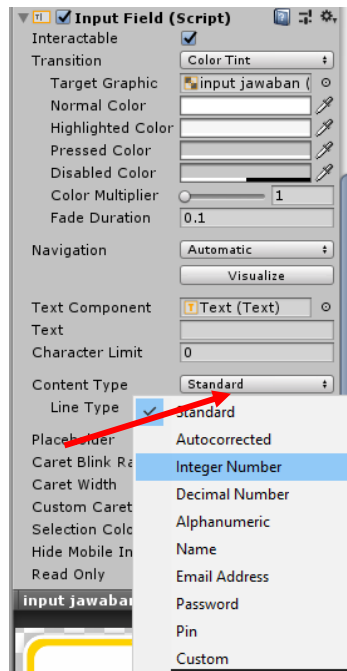 Input Field (Script)
Interactable
Transition Color Tint
Target Graphic input jawaban (
Normal Color
Highlighted Color
Pressed Color
Disabled Color
Color Multiplier 1
Fade Duration 0.1
Navigation Automatic
Visualize
Text Component Text (Text)
Text
Character Limit 0
Content Type Standard
Line Type
Placeholder
Caret Blink Ra
Caret Width
Custom Caret
Selection Colo
Hide Mobile In
Read Only
Standard
Autocorrected
Integer Number
Decimal Number
Alphanumeric
Name
Email Address
Password
Pin
Custom
input jawaba